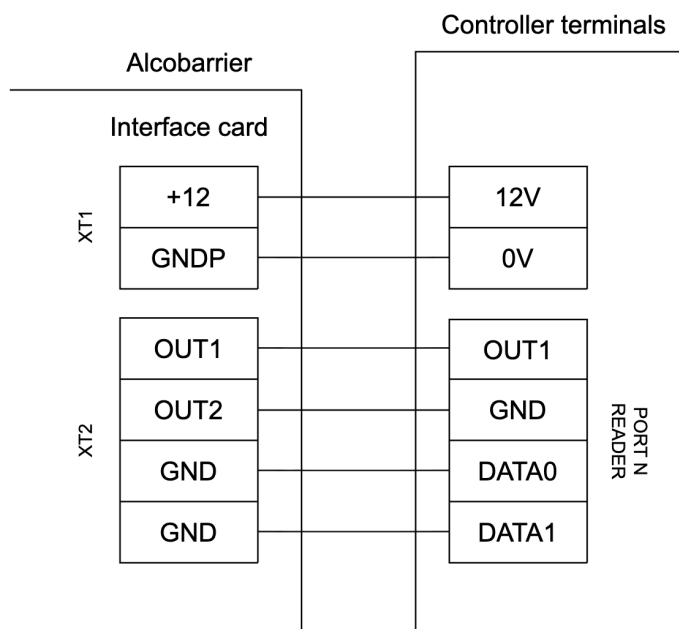 Controller terminals
Alcobarrier
Interface card
XT1
+12
12V
GNDP
0V
XT2
OUT1
OUT1
OUT2
GND
GND
DATA0
GND
DATA1
PORT N
READER